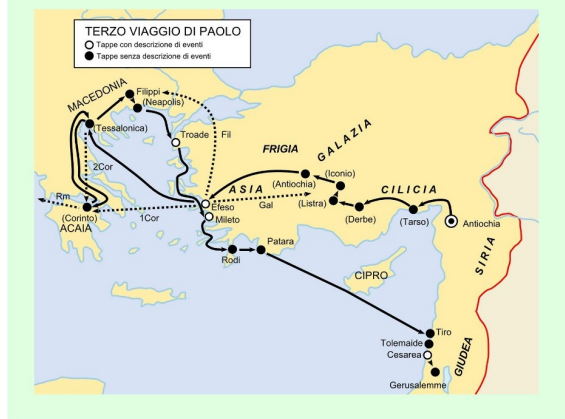 TERZO VIAGGIO DI PAOLO
Tappe con descrizione di eventi
Tappe senza descrizione di eventi
MACEDONIA
Filippi
(Neapolis)
(Tessalonica)
Troade
Fil
FRIGIA
GALAZIA
2Cor
(Iconio)
(Antiochia)
ASIA
CILICIA
Rm
Efeso
Gal
(Listra)
(Corinto)
1Cor
Mileto
(Derbe)
(Tarso)
Antiochia
ACAIA
Patara
Rodi
SIRIA
CIPRO
Tiro
Tolemaide
Cesarea
GIUDEA
Gerusalemme